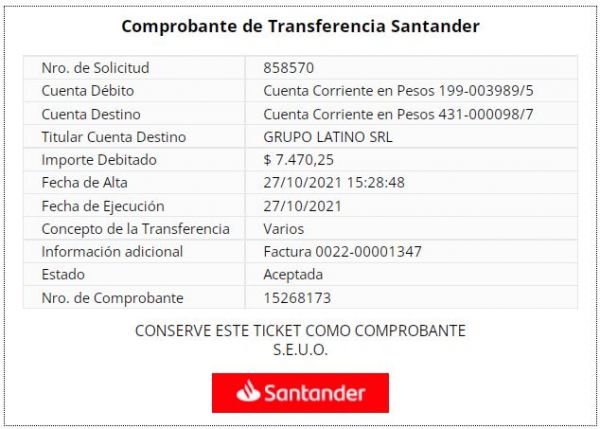 Comprobante de Transferencia Santander
Nro. de Solicitud 858570
Cuenta Débito Cuenta Corriente en Pesos 199-003989/5
Cuenta Destino Cuenta Corriente en Pesos 431-000098/7
Titular Cuenta Destino GRUPO LATINO SRL
Importe Debitado $ 7.470,25
Fecha de Alta 27/10/2021 15:28:48
Fecha de Ejecución 27/10/2021
Concepto de la Transferencia Varios
Información adicional Factura 0022-00001347
Estado Aceptada
Nro. de Comprobante 15268173
CONSERVE ESTE TICKET COMO COMPROBANTE
S.E.U.O.
Santander